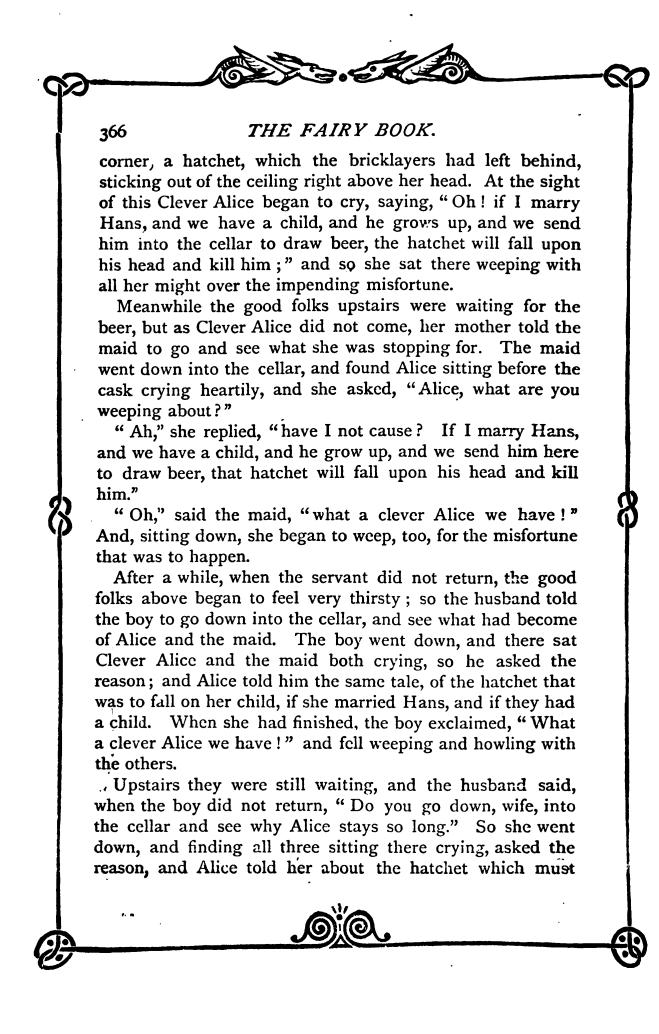 366 THE FAIRY BOOK.
corner, a hatchet, which the bricklayers had left behind,
sticking out of the ceiling right above her head. At the sight
of this Clever Alice began to cry, saying, “Oh! if I marry
Hans, and we have a child, and he grows up, and we send
him into the cellar to draw beer, the hatchet will fall upon
his head and kill him;” and so she sat there weeping with
all her might over the impending misfortune.
Meanwhile the good folks upstairs were waiting for the
beer, but as Clever Alice did not come, her mother told the
maid to go and see what she was stopping for. The maid
went down into the cellar, and found Alice sitting before the
cask crying heartily, and she asked, “Alice, what are you
weeping about?”
“Ah,” she replied, “have I not cause? If I marry Hans,
and we have a child, and he grow up, and we send him here
to draw beer, that hatchet will fall upon his head and kill
him.”
“Oh,” said the maid, “what a clever Alice we have!”
And, sitting down, she began to weep, too, for the misfortune
that was to happen.
After a while, when the servant did not return, the good
folks above began to feel very thirsty; so the husband told
the boy to go down into the cellar, and see what had become
of Alice and the maid. The boy went down, and there sat
Clever Alice and the maid both crying, so he asked the
reason; and Alice told him the same tale, of the hatchet that
was to fall on her child, if she married Hans, and if they had
a child. When she had finished, the boy exclaimed, “What
a clever Alice we have!” and fell weeping and howling with
the others.
Upstairs they were still waiting, and the husband said,
when the boy did not return, “Do you go down, wife, into
the cellar and see why Alice stays so long.” So she went
down, and finding all three sitting there crying, asked the
reason, and Alice told her about the hatchet which must